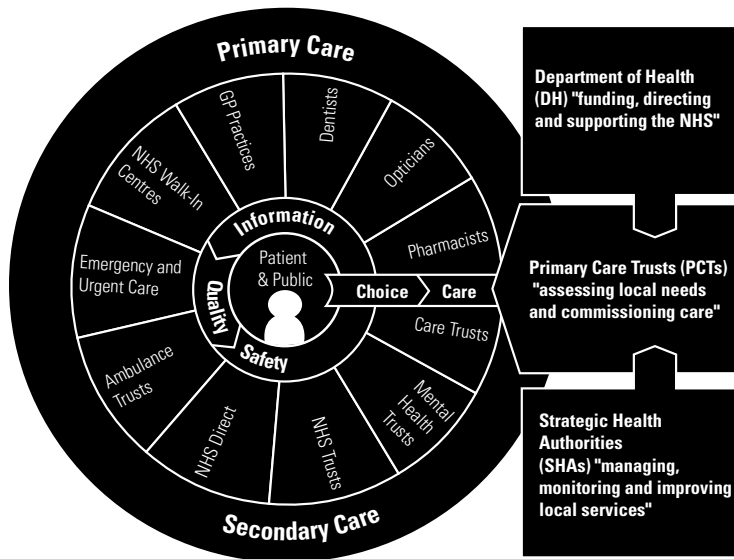 Primary Care
GP Practices
Dentists
Opticians
Pharmacists
NHS Walk-In
Centres
Emergency and
Urgent Care
Ambulance
Trusts
NHS Direct
NHS Trusts
Mental
Health
Trusts
Care Trusts
Information
Quality
Safety
Patient
& Public
Choice
Care
Secondary Care
Department of Health
(DH) "funding, directing
and supporting the NHS"
Primary Care Trusts (PCTs)
"assessing local needs
and commissioning care"
Strategic Health
Authorities
(SHAs) "managing,
monitoring and improving
local services"